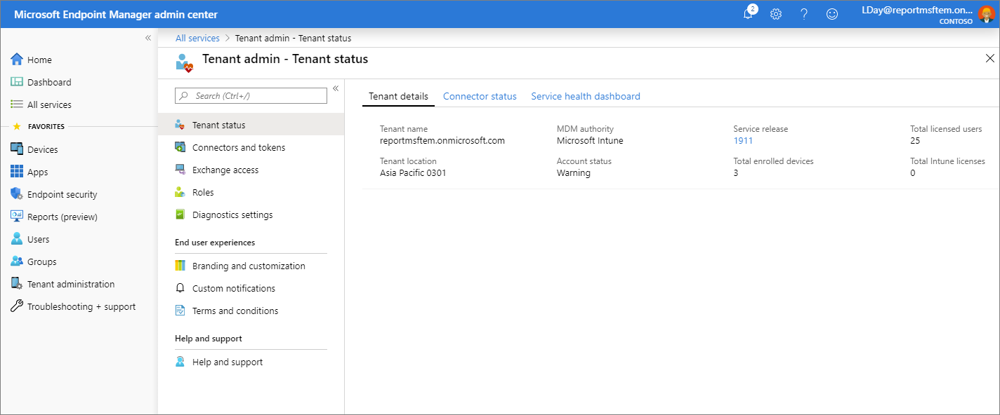 Microsoft Endpoint Manager admin center
2
LDay@reportmsftem.on...
CONTOSO
All services > Tenant admin - Tenant status
Home
Dashboard
All services
FAVORITES
Devices
Apps
Endpoint security
Reports (preview)
Users
Groups
Tenant administration
Troubleshooting + support
Tenant admin - Tenant status
Search (Ctrl+/)
Tenant status
Connectors and tokens
Exchange access
Roles
Diagnostics settings
End user experiences
Branding and customization
Custom notifications
Terms and conditions
Help and support
Help and support
Tenant details Connector status Service health dashboard
Tenant name
reportmsftem.onmicrosoft.com
Tenant location
Asia Pacific 0301
MDM authority
Microsoft Intune
Account status
Warning
Service release
1911
Total enrolled devices
3
Total licensed users
25
Total Intune licenses
0